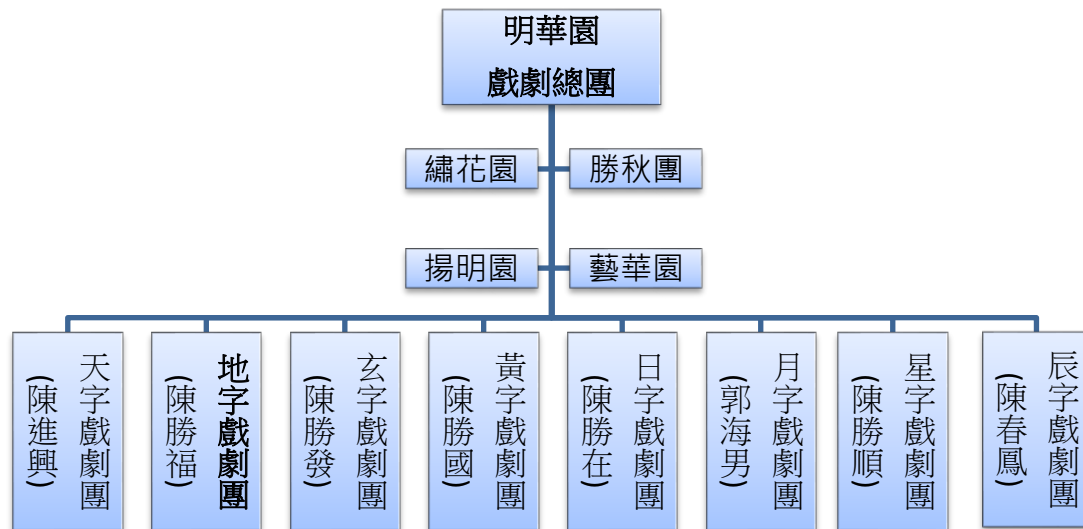 明華園
戲劇總團
繡花園
勝秋團
揚明園
藝華園
天字戲劇團
(陳進興)
地字戲劇團
(陳勝福)
玄字戲劇團
(陳勝發)
黃字戲劇團
(陳勝國)
日字戲劇團
(陳勝在)
月字戲劇團
(郭海男)
星字戲劇團
(陳勝順)
辰字戲劇團
(陳春鳳)